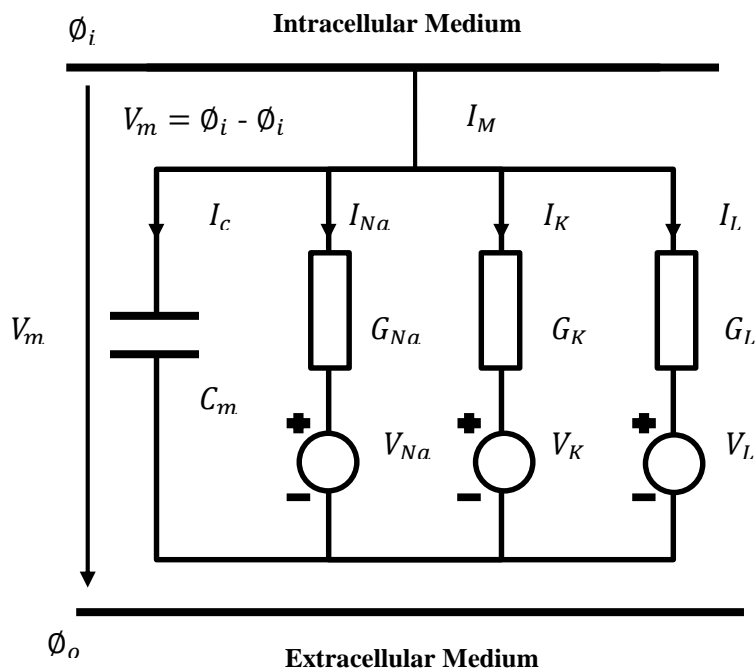 ∅i Intracellular Medium
Vm = ∅i - ∅i
IM
Ic INa IK IL
Vm
GNa GK GL
Cm
VNa VK VL
∅o
Extracellular Medium